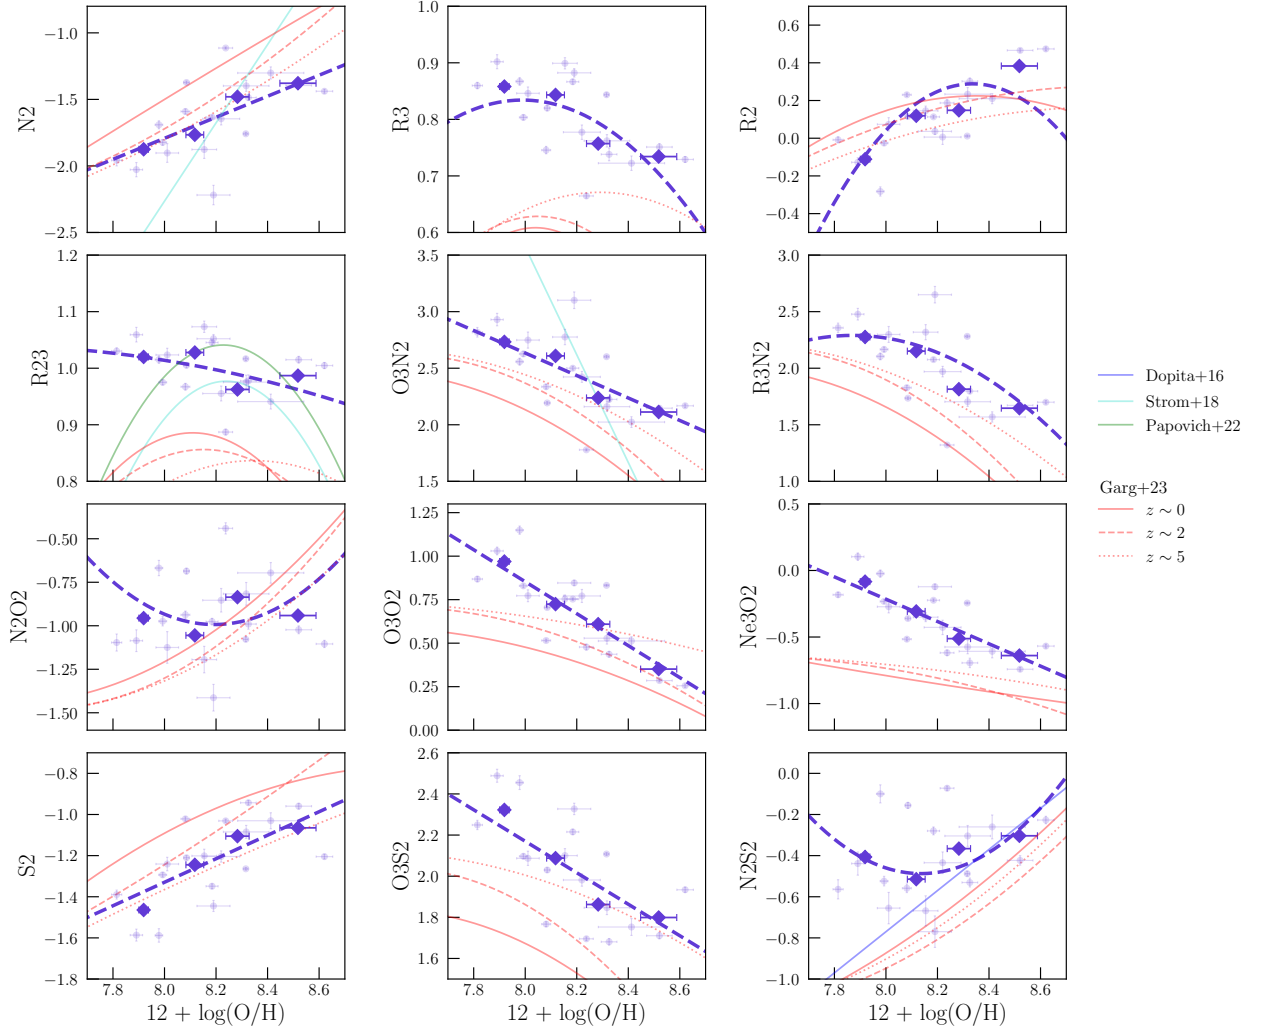 −1.0
−1.5
−2.0
−2.5
N2
1.0
0.9
0.8
0.7
0.6
R3
0.6
0.4
0.2
0.0
−0.2
−0.4
R2
1.2
1.1
1.0
0.9
0.8
R23
3.5
3.0
2.5
2.0
1.5
O3N2
3.0
2.5
2.0
1.5
1.0
R3N2
Dopita+16
Strom+18
Papovich+22
Garg+23
z ∼ 0
z ∼ 2
z ∼ 5
−0.50
−0.75
−1.00
−1.25
−1.50
N2O2
1.25
1.00
0.75
0.50
0.25
0.00
O3O2
0.5
0.0
−0.5
−1.0
Ne3O2
−0.8
−1.0
−1.2
−1.4
−1.6
−1.8
S2
7.8 8.0 8.2 8.4 8.6
12 + log(O/H)
2.6
2.4
2.2
2.0
1.8
1.6
O3S2
7.8 8.0 8.2 8.4 8.6
12 + log(O/H)
0.0
−0.2
−0.4
−0.6
−0.8
−1.0
N2S2
7.8 8.0 8.2 8.4 8.6
12 + log(O/H)